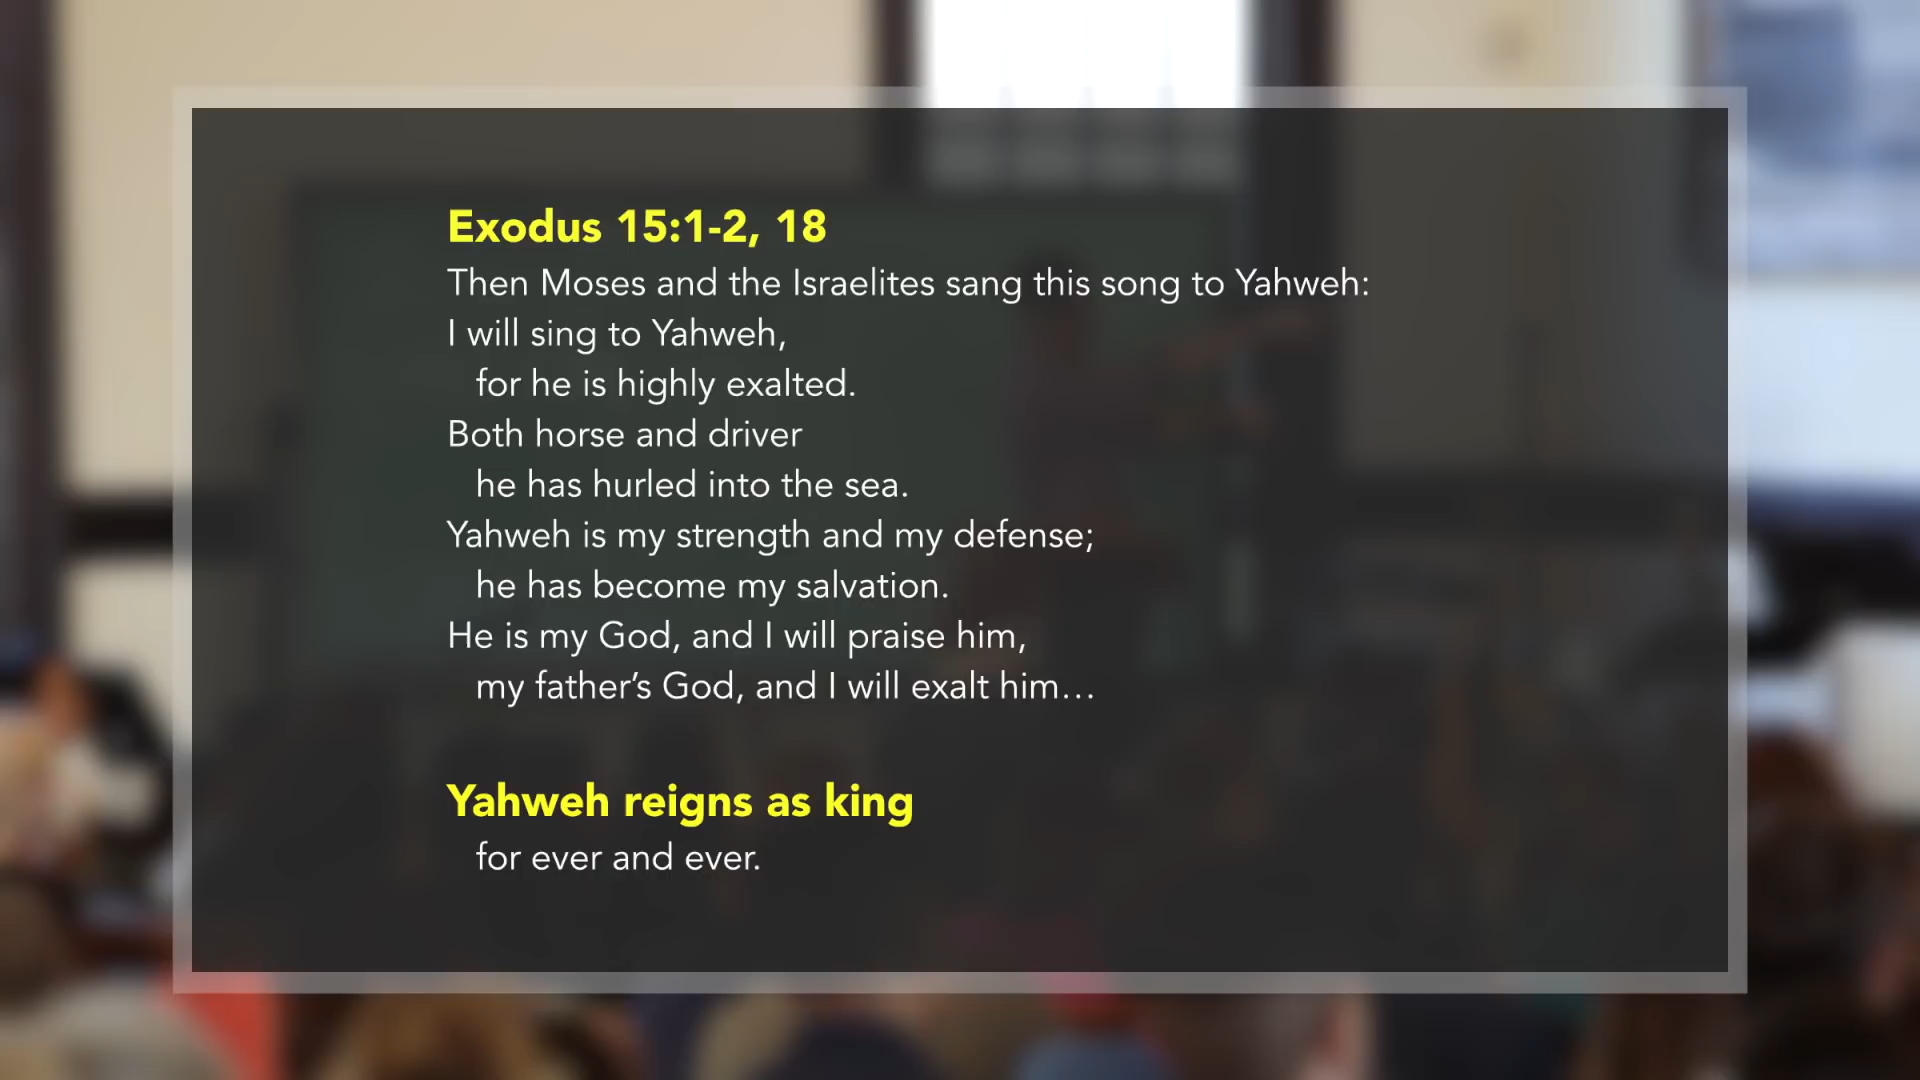 Exodus 15:1-2, 18
Then Moses and the Israelites sang this song to Yahweh:
I will sing to Yahweh,
for he is highly exalted.
Both horse and driver
he has hurled into the sea.
Yahweh is my strength and my defense;
he has become my salvation.
He is my God, and I will praise him,
my father’s God, and I will exalt him…
Yahweh reigns as king
for ever and ever.